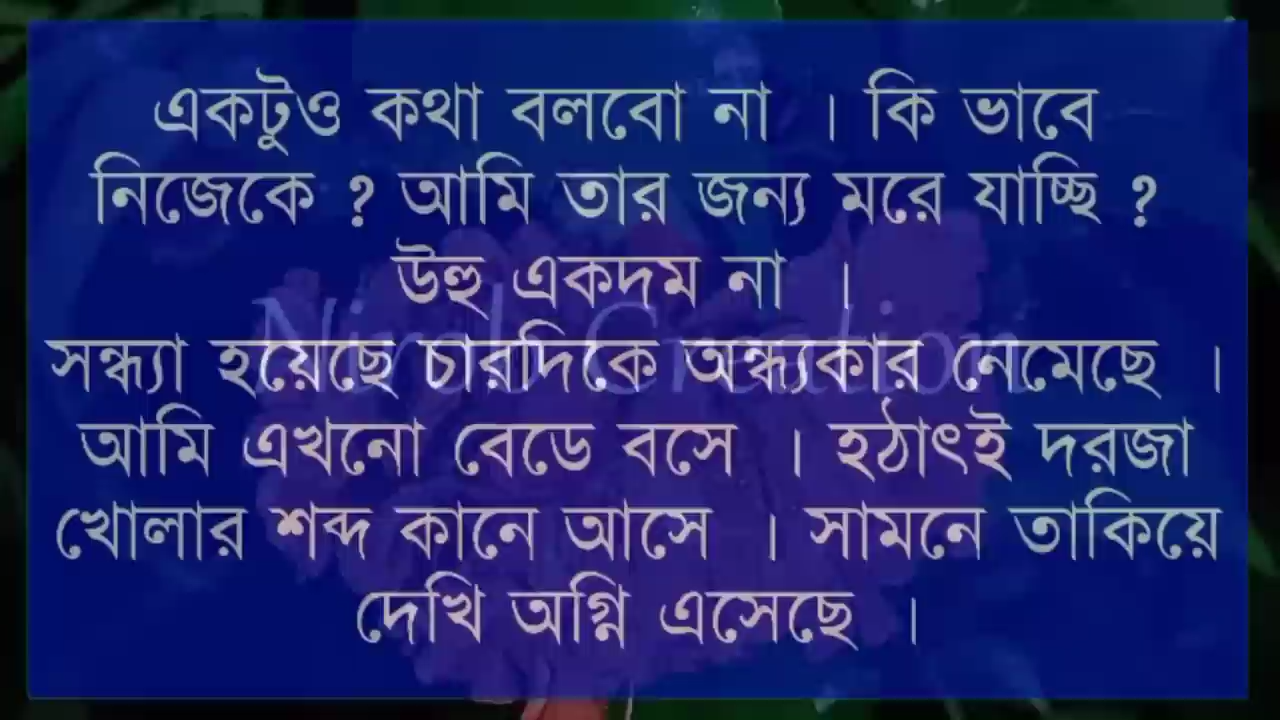 একটুও কথা বলবো না । কি ভাবে
নিজেকে ? আমি তার জন্য মরে যাচ্ছি ?
উহু একদম না ।
সন্ধ্যা হয়েছে চারদিকে অন্ধ্যকার নেমেছে ।
আমি এখনো বেডে বসে । হঠাৎই দরজা
খোলার শব্দ কানে আসে । সামনে তাকিয়ে
দেখি অগ্নি এসেছে ।